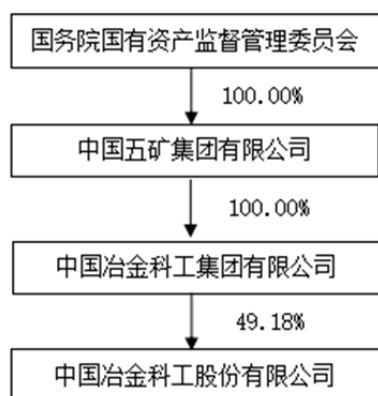 国务院国有资产监督管理委员会
100.00%
中国五矿集团有限公司
100.00%
中国冶金科工集团有限公司
49.18%
中国冶金科工股份有限公司